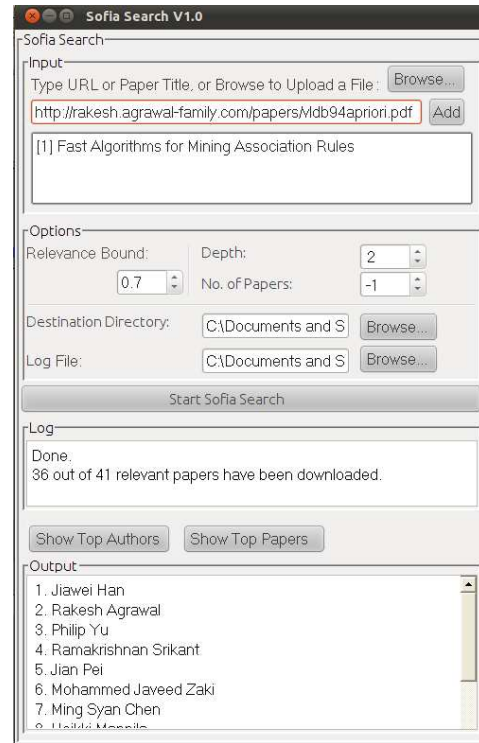 Sofia Search V1.0
Sofia Search
Input
Type URL or Paper Title, or Browse to Upload a File : Browse...
http://rakesh.agrawal-family.com/papers/vldb94apriori.pdf Add
[1] Fast Algorithms for Mining Association Rules
Options
Relevance Bound: Depth: 2
0.7 No. of Papers: -1
Destination Directory: C:\Documents and S Browse...
Log File: C:\Documents and S Browse...
Start Sofia Search
Log
Done.
36 out of 41 relevant papers have been downloaded.
Show Top Authors Show Top Papers
Output
1. Jiawei Han
2. Rakesh Agrawal
3. Philip Yu
4. Ramakrishnan Srikant
5. Jian Pei
6. Mohammed Javeed Zaki
7. Ming Syan Chen
8. Heikki Mannila